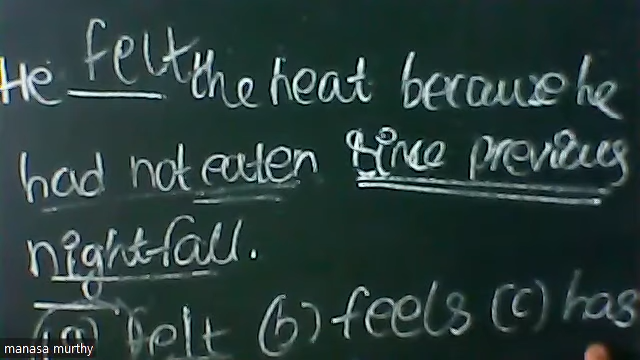 He felt the heat because he
had not eaten since previous
nightfall.
(a) felt (b) feels (c) has
manasa murthy